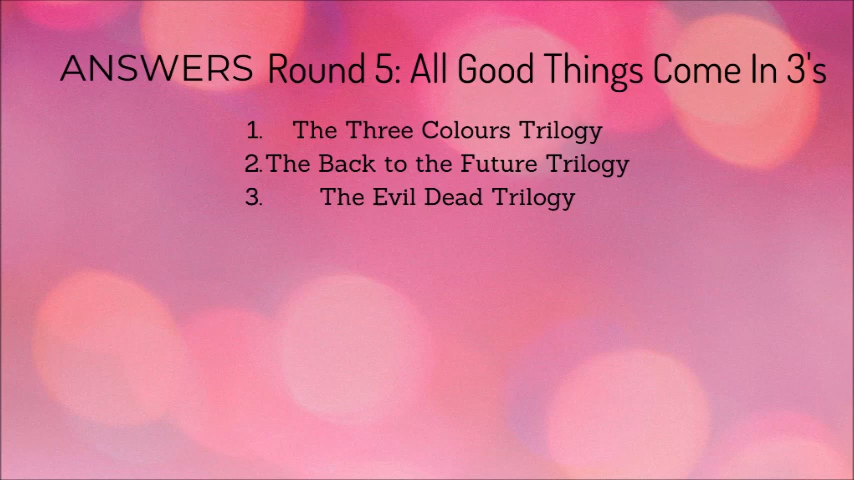 ANSWERS Round 5: All Good Things Come In 3's
1. The Three Colours Trilogy
2. The Back to the Future Trilogy
3. The Evil Dead Trilogy